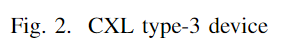 Fig. 2. CXL type-3 device